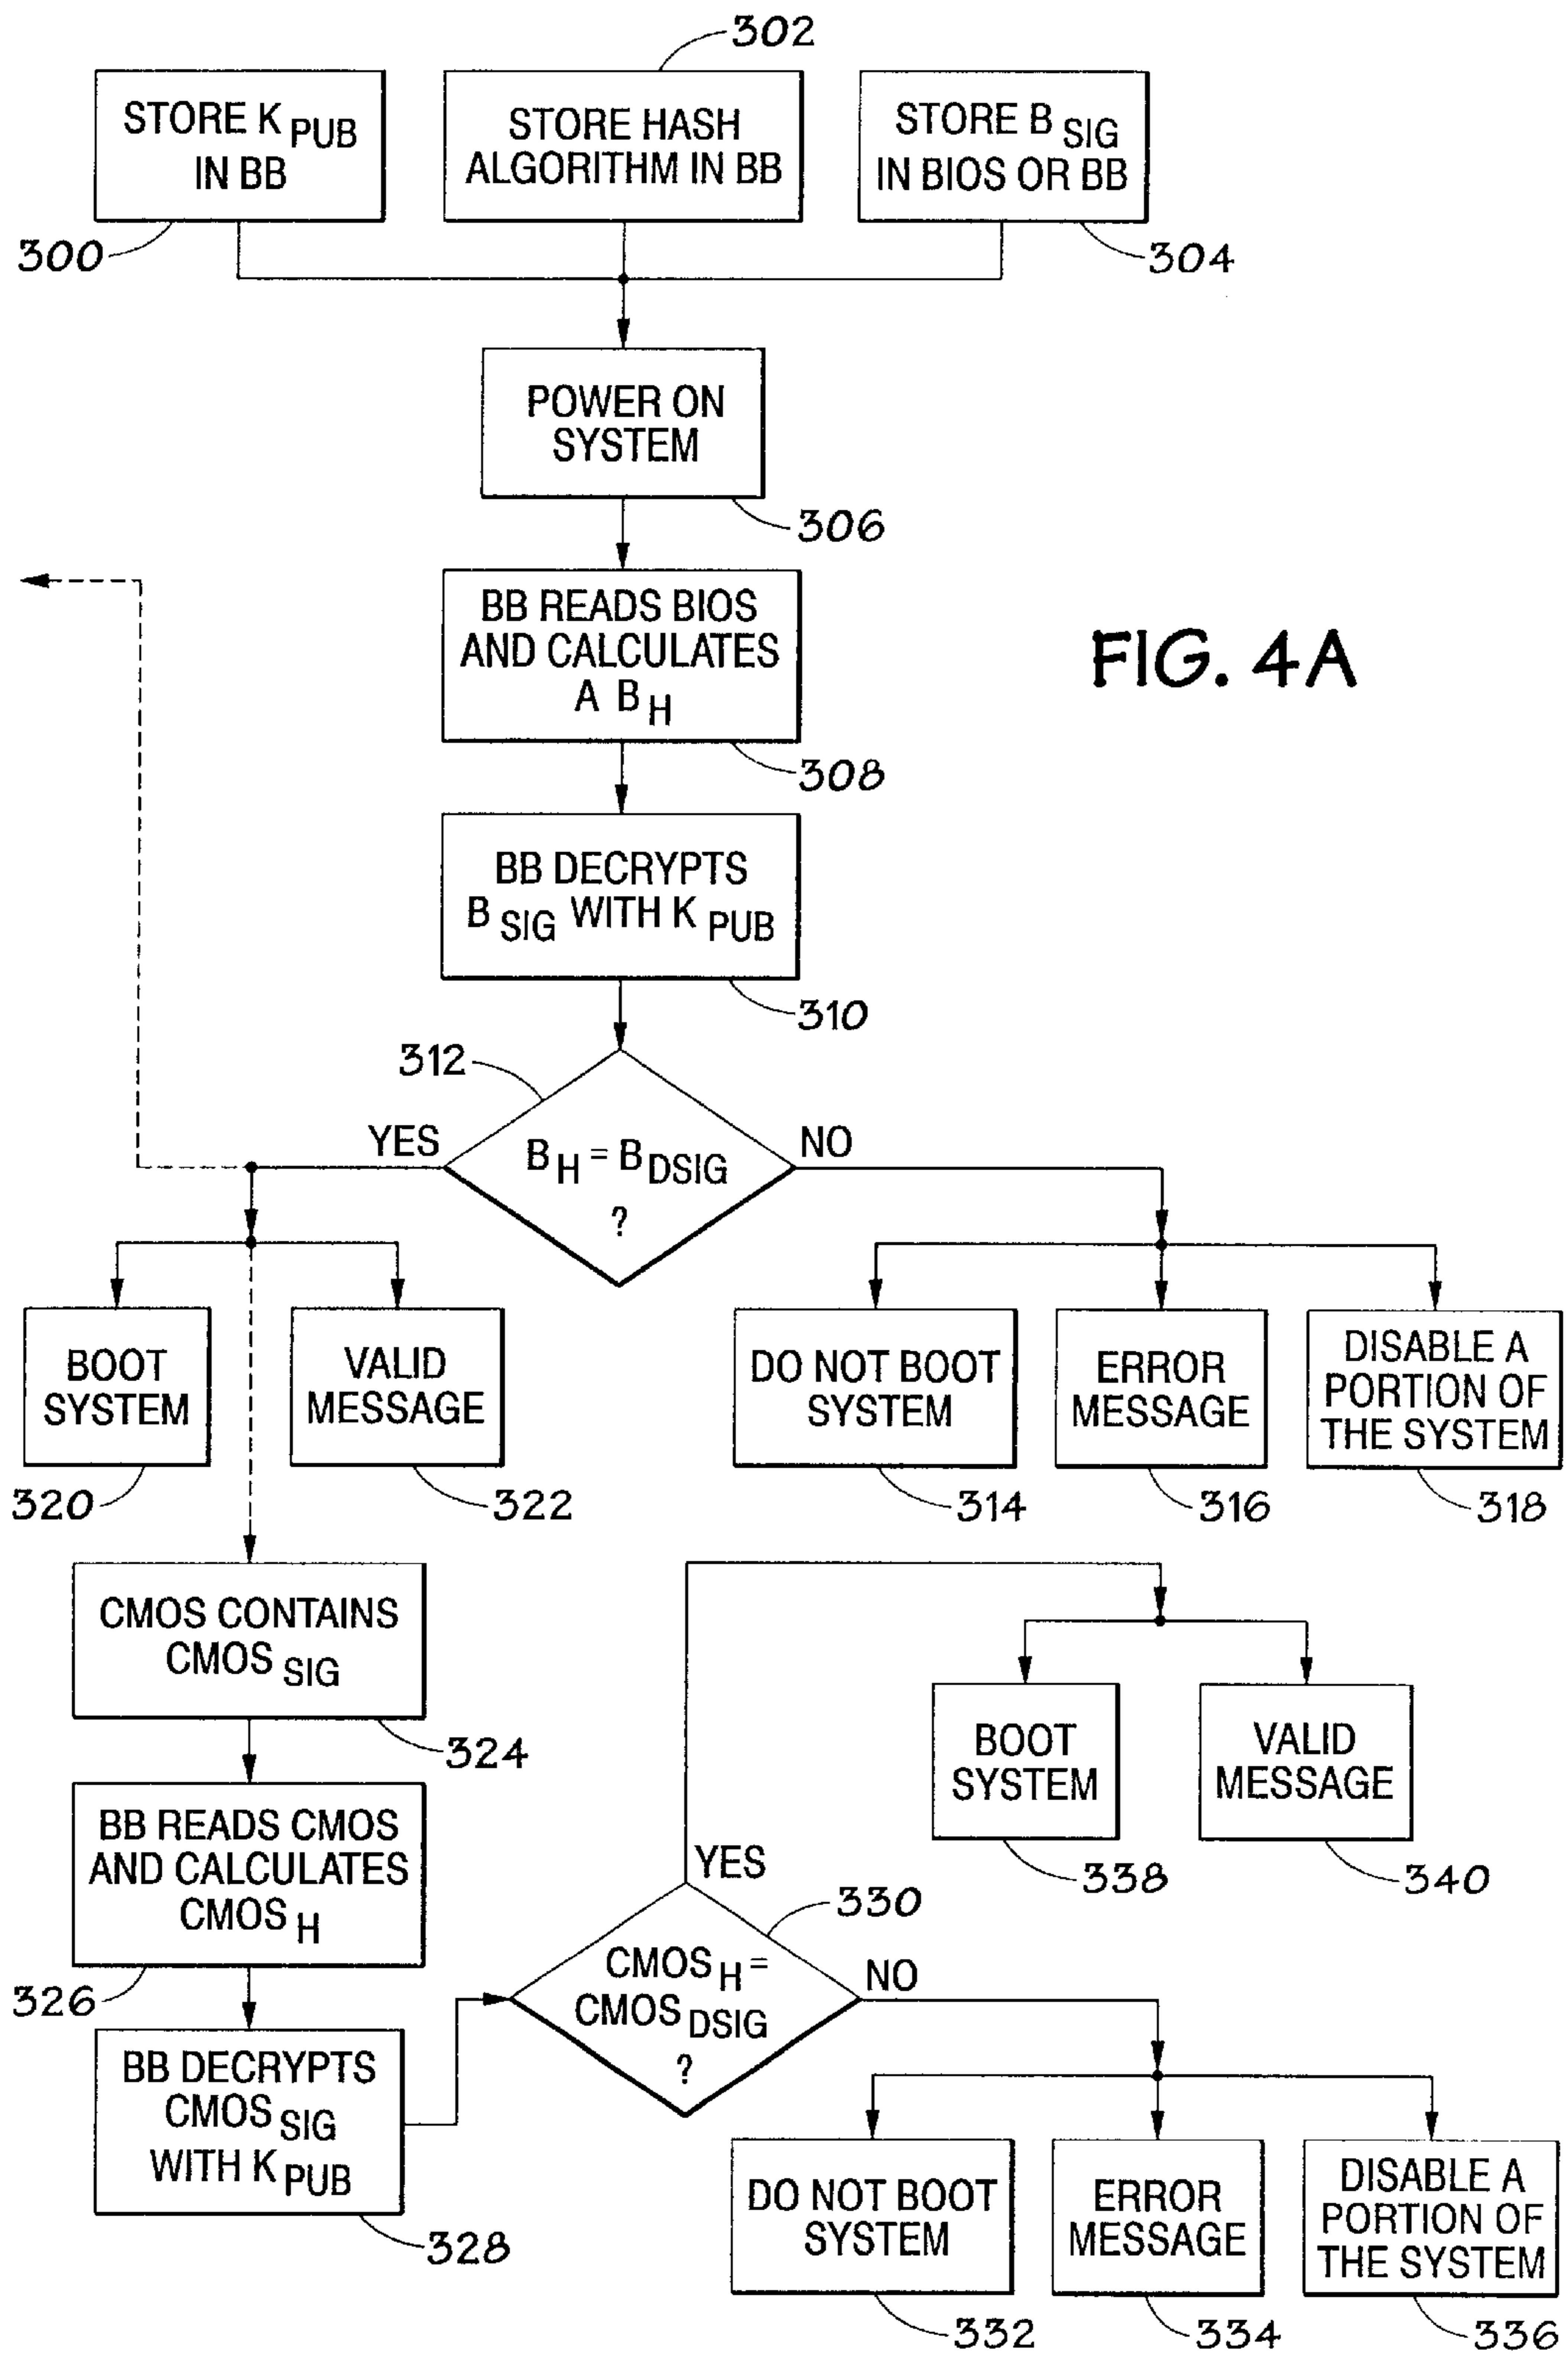 302
STORE K PUB
IN BB
300
STORE HASH
ALGORITHM IN BB
STORE B SIG
IN BIOS OR BB
304
POWER ON
SYSTEM
306
BB READS BIOS
AND CALCULATES
A B H
308
FIG. 4A
BB DECRYPTS
B SIG WITH K PUB
310
312
YES
B H = B DSIG
?
NO
BOOT
SYSTEM
320
VALID
MESSAGE
322
DO NOT BOOT
SYSTEM
314
ERROR
MESSAGE
316
DISABLE A
PORTION OF
THE SYSTEM
318
CMOS CONTAINS
CMOS SIG
324
BB READS CMOS
AND CALCULATES
CMOS H
326
BB DECRYPTS
CMOS SIG
WITH K PUB
328
YES
330
CMOS H =
CMOS DSIG
?
NO
BOOT
SYSTEM
338
VALID
MESSAGE
340
DO NOT BOOT
SYSTEM
332
ERROR
MESSAGE
334
DISABLE A
PORTION OF
THE SYSTEM
336